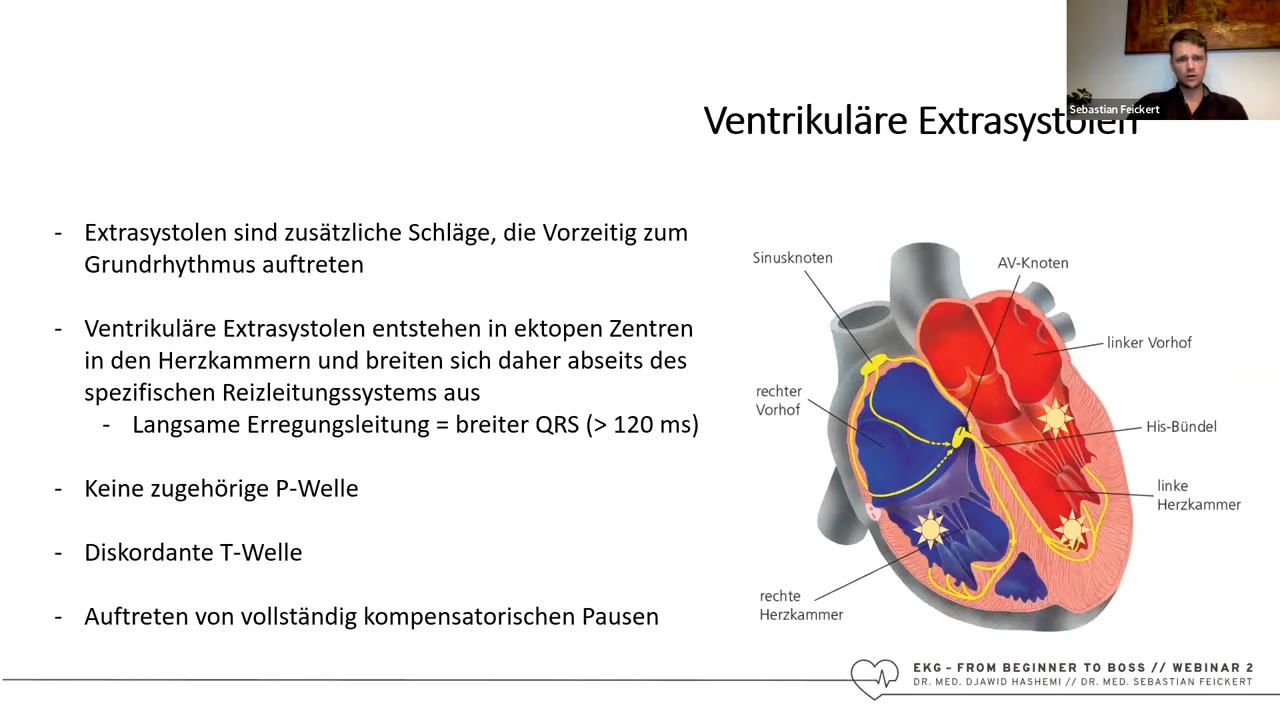 Sebastian Feickert
Ventrikuläre Extrasystolen
- Extrasystolen sind zusätzliche Schläge, die Vorzeitig zum
Grundrhythmus auftreten
- Ventrikuläre Extrasystolen entstehen in ektopen Zentren
in den Herzkammern und breiten sich daher abseits des
spezifischen Reizleitungssystems aus
- Langsame Erregungsleitung = breiter QRS (> 120 ms)
- Keine zugehörige P-Welle
- Diskordante T-Welle
- Auftreten von vollständig kompensatorischen Pausen
Sinusknoten
AV-Knoten
linker Vorhof
rechter
Vorhof
His-Bündel
linke
Herzkammer
rechte
Herzkammer
EKG – FROM BEGINNER TO BOSS // WEBINAR 2
DR. MED. DJAWID HASHEMI // DR. MED. SEBASTIAN FEICKERT